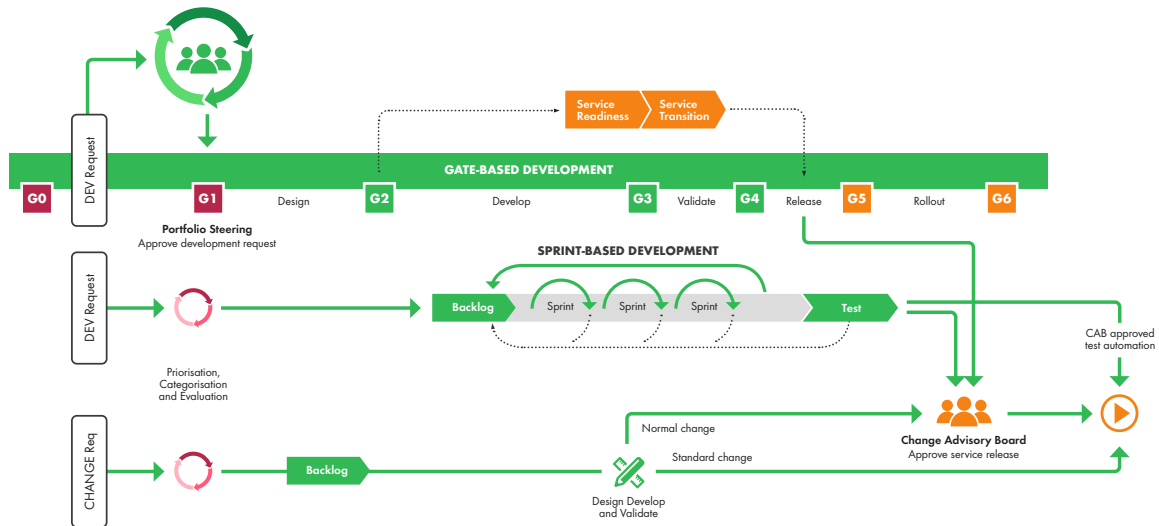 Service
Readiness
Service
Transition
DEV Request
GATE-BASED DEVELOPMENT
G0
G1
Design
G2
Develop
G3
Validate
G4
Release
G5
Rollout
G6
Portfolio Steering
Approve development request
DEV Request
SPRINT-BASED DEVELOPMENT
Backlog
Sprint
Sprint
Sprint
Test
CAB approved
test automation
Priorisation,
Categorisation
and Evaluation
CHANGE Req
Backlog
Normal change
Standard change
Design Develop
and Validate
Change Advisory Board
Approve service release